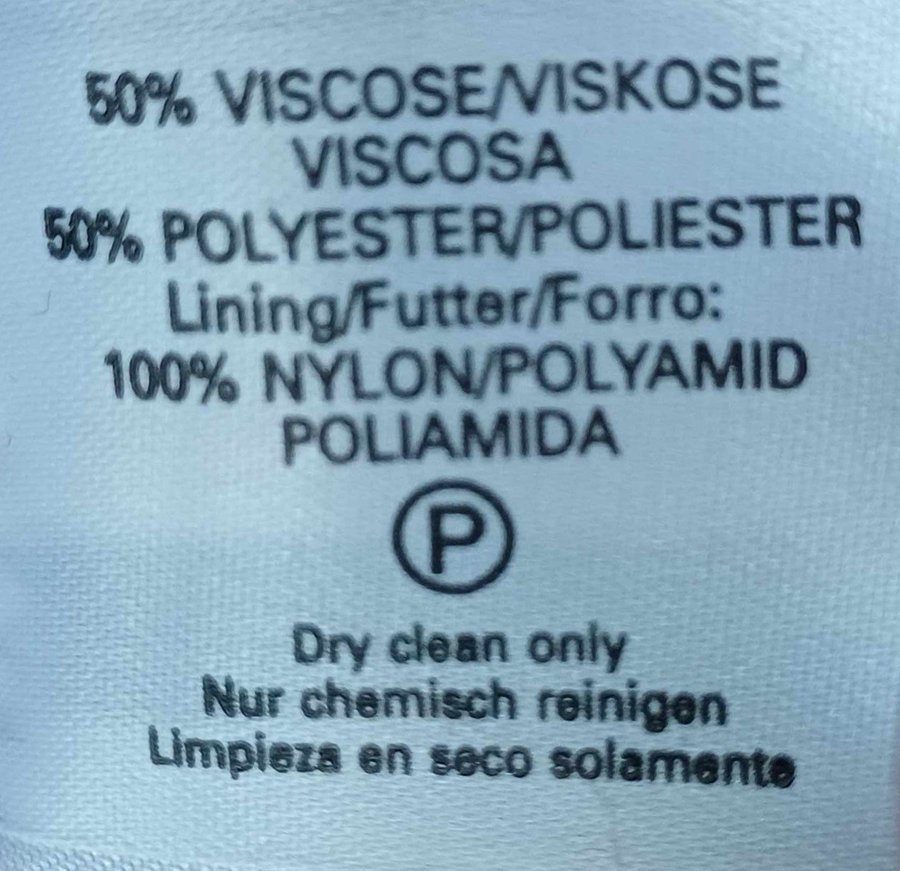 50% VISCOSE/VISKOSE
VISCOSA
50% POLYESTER/POLIESTER
Lining/Futter/Forro:
100% NYLON/POLYAMID
POLIAMIDA
P
Dry clean only
Nur chemisch reinigen
Limpieza en seco solamente